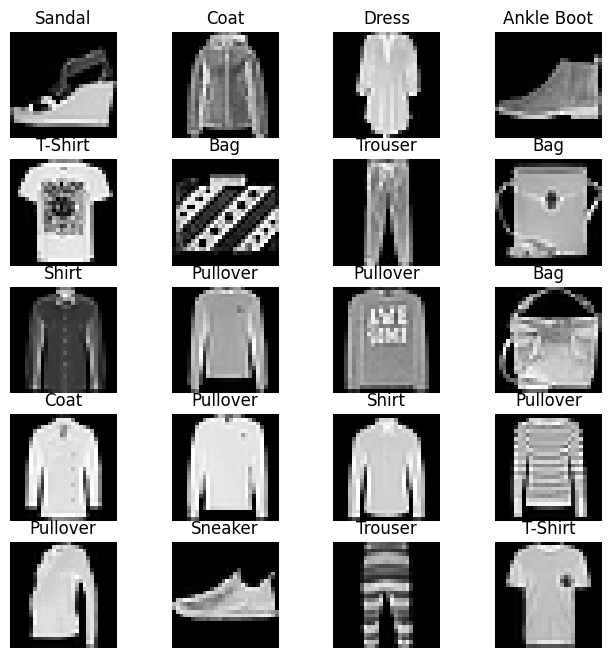 Sandal Coat Dress Ankle Boot
T-Shirt Bag Trouser Bag
Shirt Pullover Pullover Bag
Coat Pullover Shirt Pullover
Pullover Sneaker Trouser T-Shirt